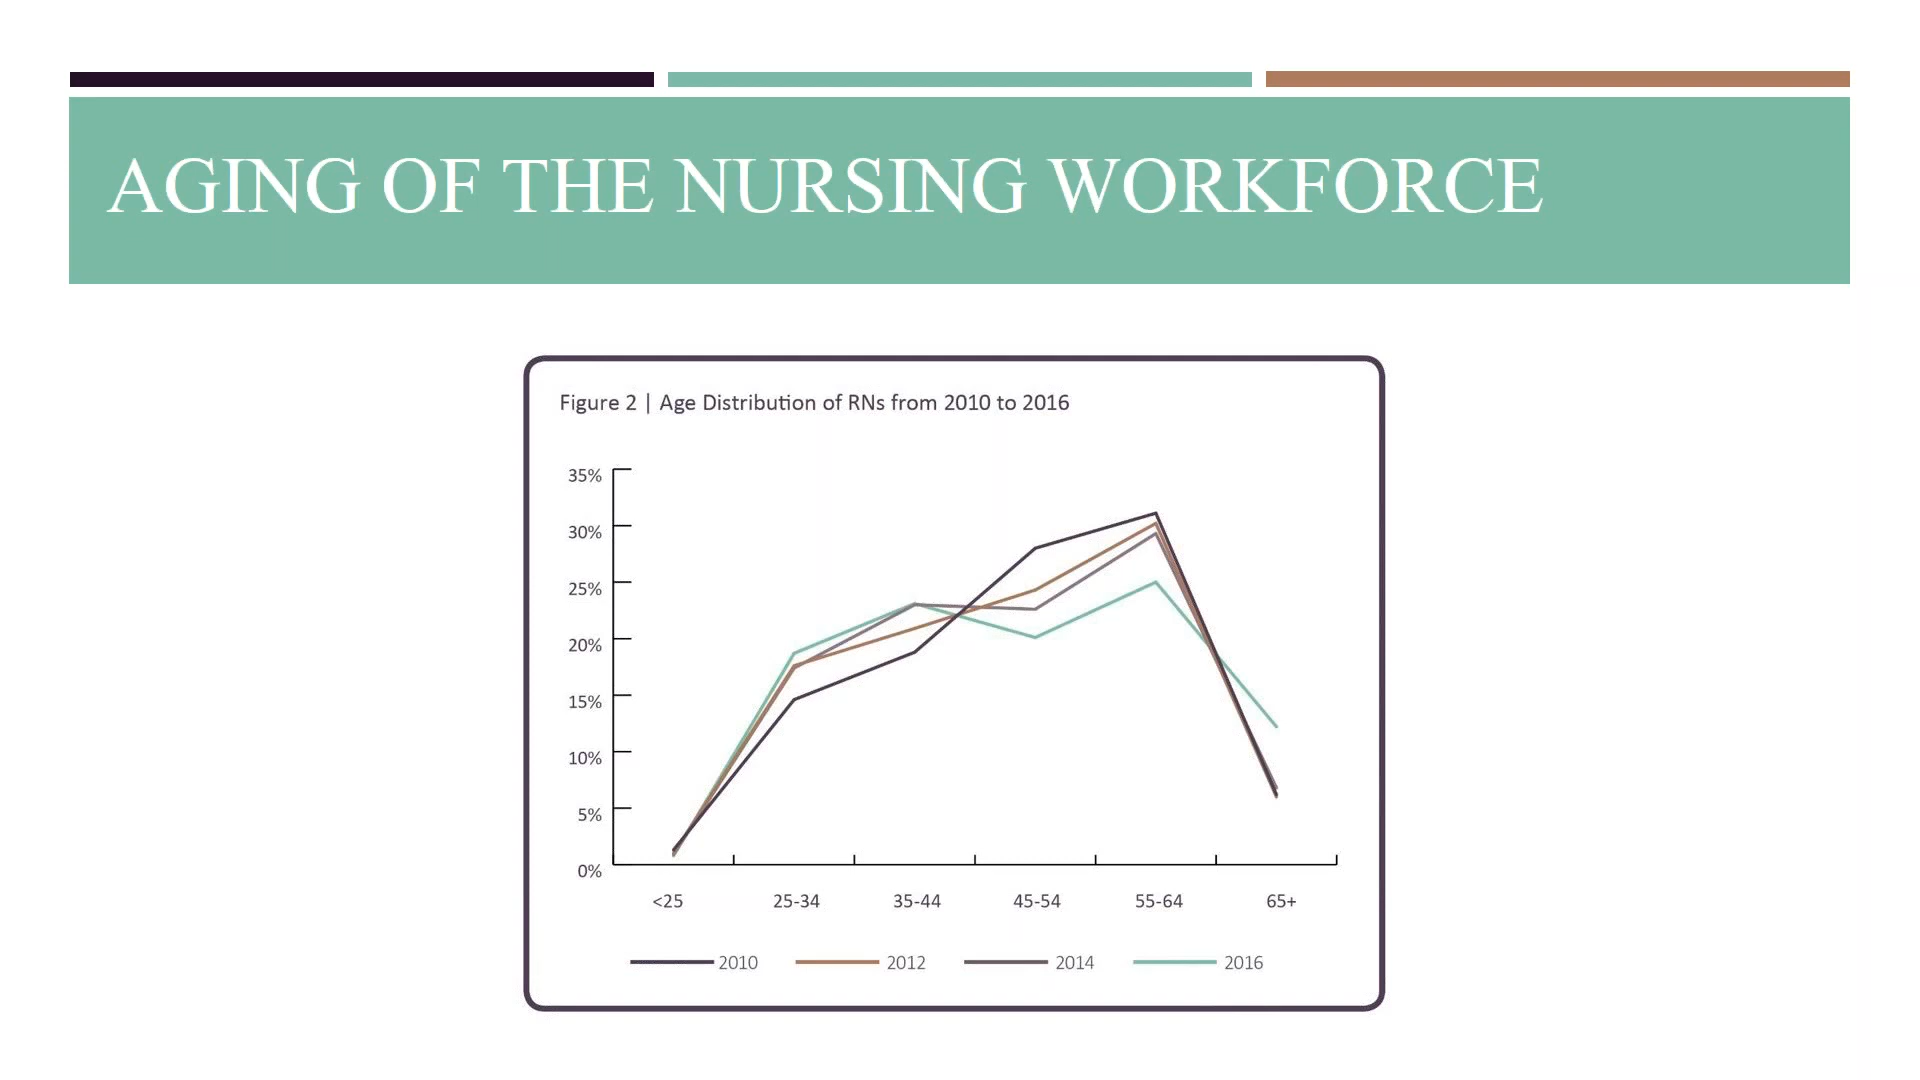 AGING OF THE NURSING WORKFORCE
Figure 2 | Age Distribution of RNs from 2010 to 2016
35%
30%
25%
20%
15%
10%
5%
0%
<25 25-34 35-44 45-54 55-64 65+
2010 2012 2014 2016